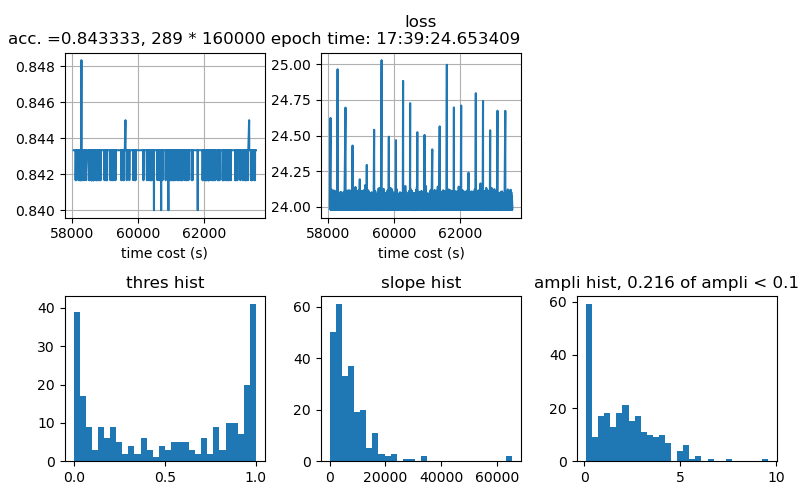 loss
acc. =0.843333, 289 * 160000 epoch time: 17:39:24.653409
0.848
0.846
0.844
0.842
0.840
58000 60000 62000
time cost (s)
25.00
24.75
24.50
24.25
24.00
58000 60000 62000
time cost (s)
thres hist
40
30
20
10
0
0.0 0.5 1.0
slope hist
60
40
20
0
0 20000 40000 60000
ampli hist, 0.216 of ampli < 0.1
60
40
20
0
0 5 10